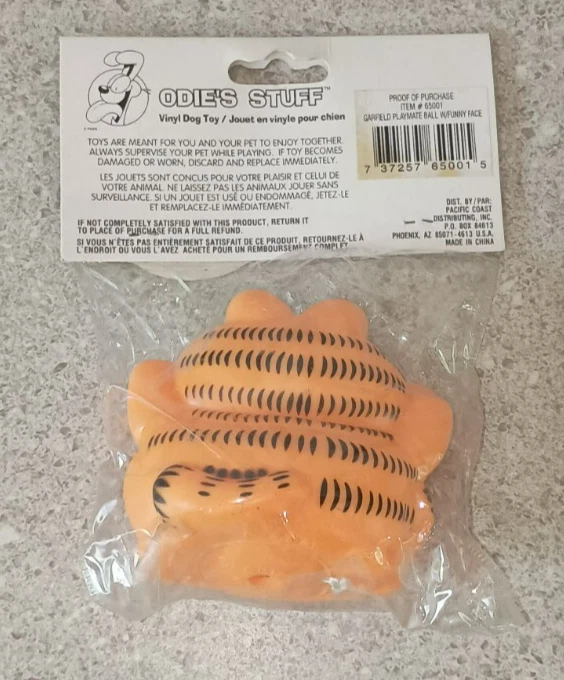 ODIE'S STUFF™
Vinyl Dog Toy / Jouet en vinyle pour chien
TOYS ARE MEANT FOR YOU AND YOUR PET TO ENJOY TOGETHER.
ALWAYS SUPERVISE YOUR PET WHILE PLAYING. IF TOY BECOMES
DAMAGED OR WORN, DISCARD AND REPLACE IMMEDIATELY.
LES JOUETS SONT CONCUS POUR VOTRE PLAISIR ET CELUI DE
VOTRE ANIMAL. NE LAISSEZ PAS LES ANIMAUX JOUER SANS
SURVEILLANCE. SI UN JOUET EST USÉ OU ENDOMMAGÉ, JETEZ-LE
ET REMPLACEZ-LE IMMÉDIATEMENT.
IF NOT COMPLETELY SATISFIED WITH THIS PRODUCT, RETURN IT
TO PLACE OF PURCHASE FOR A FULL REFUND.
SI VOUS N'ÊTES PAS ENTIÈREMENT SATISFAIT DE CE PRODUIT, RETOURNEZ-LE À
L'ENDROIT OÙ VOUS L'AVEZ ACHETÉ POUR UN REMBOURSEMENT COMPLET
PROOF OF PURCHASE
ITEM # 65001
GARFIELD PLAYMATE BALL W/FUNNY FACE
7 37257 65001 5
DIST. BY/PAR:
PACIFIC COAST
DISTRIBUTING, INC.
P.O. BOX 84613
PHOENIX, AZ 85071-4613 U.S.A.
MADE IN CHINA